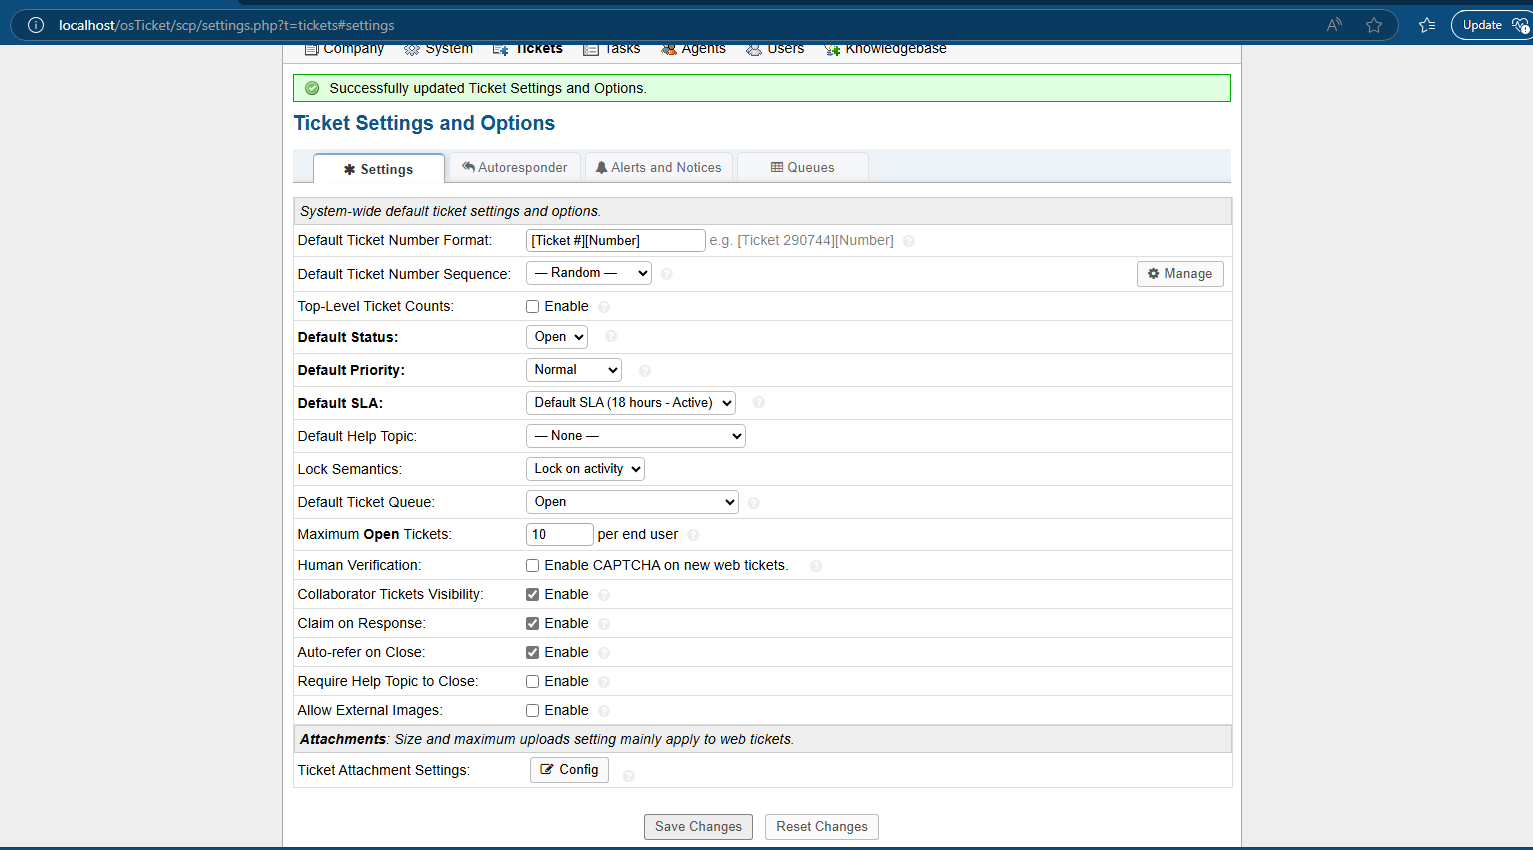 localhost/osTicket/scp/settings.php?t=tickets#settings
Update
Company System Tickets Tasks Agents Users Knowledgebase
Successfully updated Ticket Settings and Options.
Ticket Settings and Options
Settings Autoresponder Alerts and Notices Queues
System-wide default ticket settings and options.
Default Ticket Number Format: [Ticket #][Number] e.g. [Ticket 290744][Number]
Default Ticket Number Sequence: — Random — Manage
Top-Level Ticket Counts: Enable
Default Status: Open
Default Priority: Normal
Default SLA: Default SLA (18 hours - Active)
Default Help Topic: — None —
Lock Semantics: Lock on activity
Default Ticket Queue: Open
Maximum Open Tickets: 10 per end user
Human Verification: Enable CAPTCHA on new web tickets.
Collaborator Tickets Visibility: Enable
Claim on Response: Enable
Auto-refer on Close: Enable
Require Help Topic to Close: Enable
Allow External Images: Enable
Attachments: Size and maximum uploads setting mainly apply to web tickets.
Ticket Attachment Settings: Config
Save Changes Reset Changes